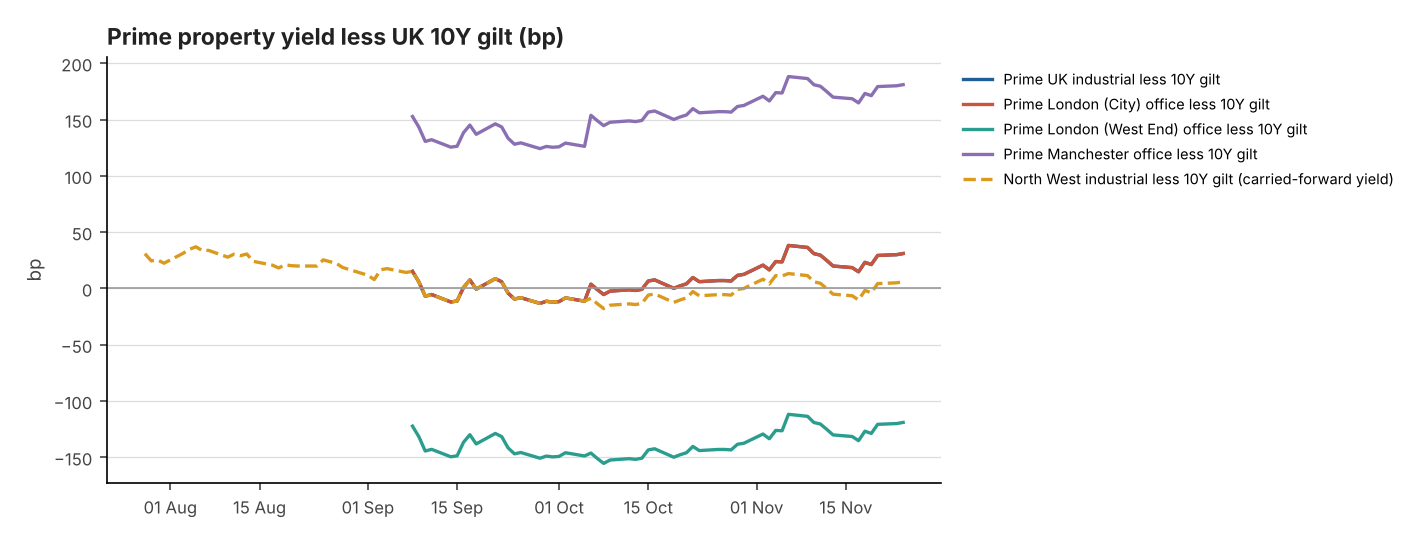 Prime property yield less UK 10Y gilt (bp)
200
150
100
50
0
−50
−100
−150
bp
01 Aug
15 Aug
01 Sep
15 Sep
01 Oct
15 Oct
01 Nov
15 Nov
Prime UK industrial less 10Y gilt
Prime London (City) office less 10Y gilt
Prime London (West End) office less 10Y gilt
Prime Manchester office less 10Y gilt
North West industrial less 10Y gilt (carried-forward yield)